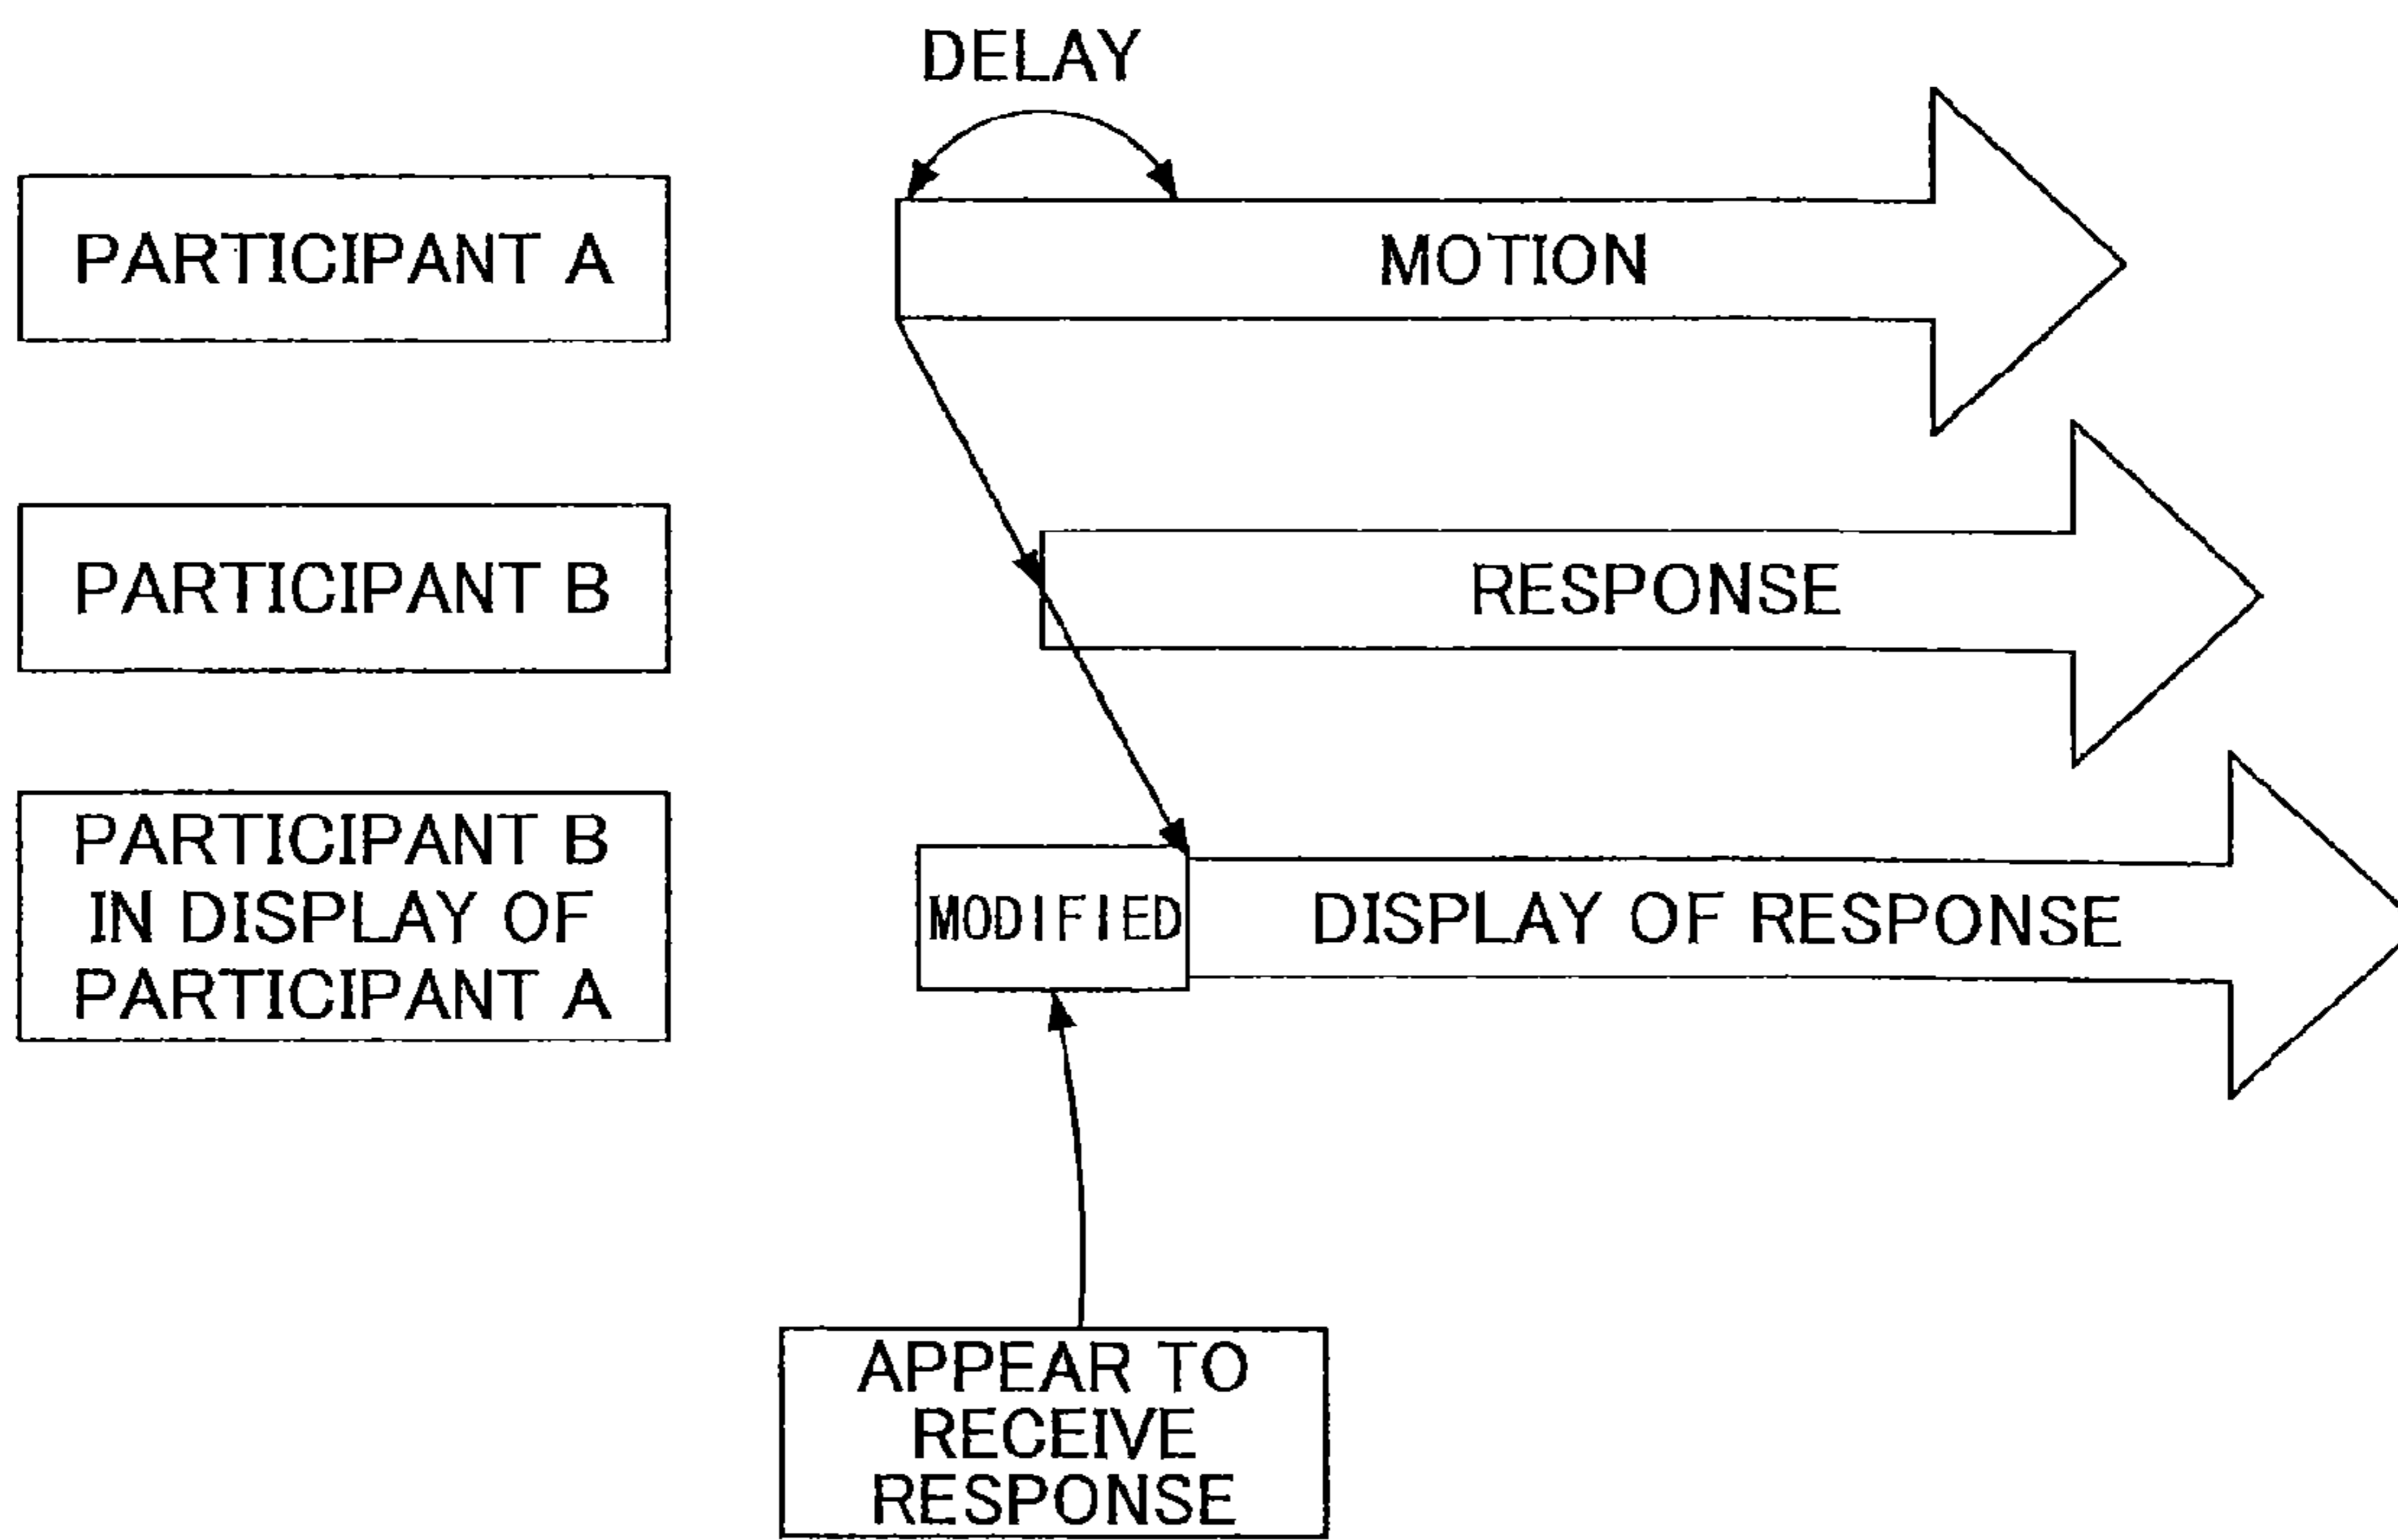 DELAY
PARTICIPANT A
MOTION
PARTICIPANT B
RESPONSE
PARTICIPANT B
IN DISPLAY OF
PARTICIPANT A
MODIFIED
DISPLAY OF RESPONSE
APPEAR TO
RECEIVE
RESPONSE